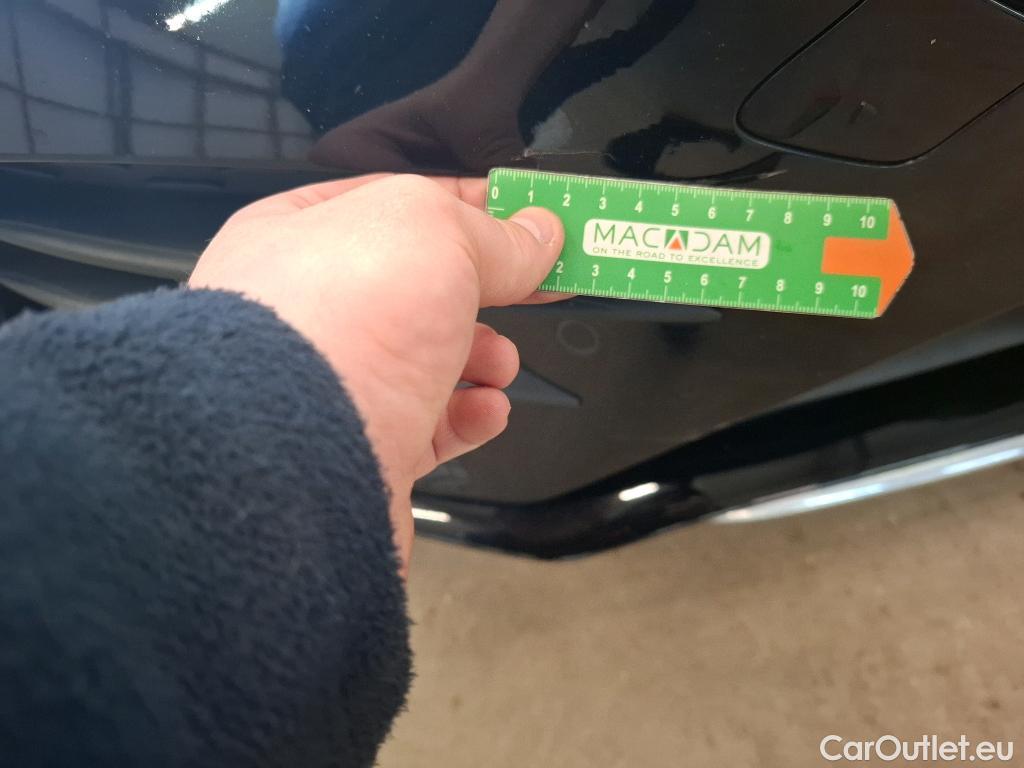 0 1 2 3 4 5 6 7 8 9 10
MACADAM
ON THE ROAD TO EXCELLENCE
2 3 4 5 6 7 8 9 10
CarOutlet.eu